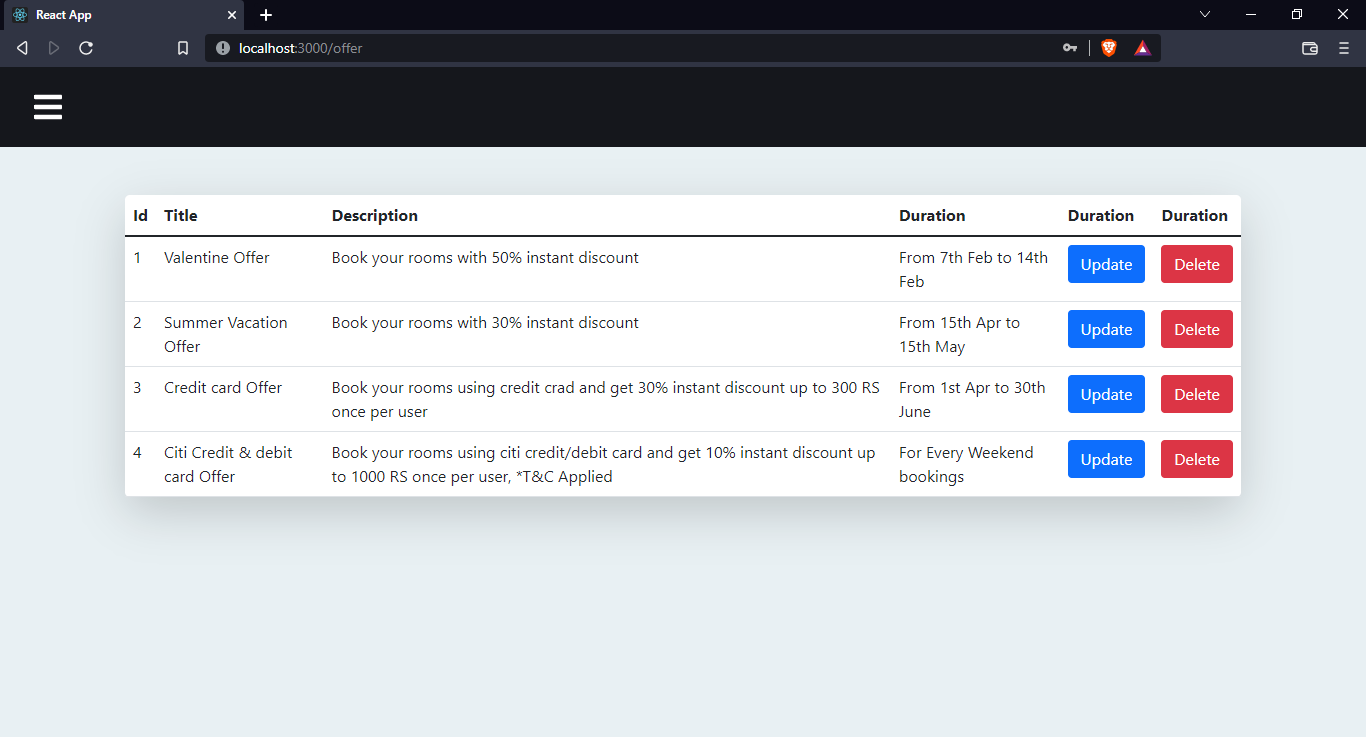 React App
localhost:3000/offer
Id Title Description Duration Duration Duration
1 Valentine Offer Book your rooms with 50% instant discount From 7th Feb to 14th Update Delete
Feb
2 Summer Vacation Book your rooms with 30% instant discount From 15th Apr to Update Delete
Offer 15th May
3 Credit card Offer Book your rooms using credit crad and get 30% instant discount up to 300 RS From 1st Apr to 30th Update Delete
once per user June
4 Citi Credit & debit Book your rooms using citi credit/debit card and get 10% instant discount up For Every Weekend Update Delete
card Offer to 1000 RS once per user, *T&C Applied bookings